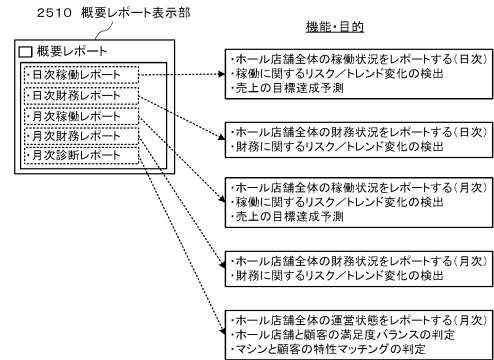 2510 概要レポート表示部
機能・目的
概要レポート
・日次稼働レポート
・日次財務レポート
・月次稼働レポート
・月次財務レポート
・月次診断レポート
・ホール店舗全体の稼働状況をレポートする(日次)
・稼働に関するリスク/トレンド変化の検出
・売上の目標達成予測
・ホール店舗全体の財務状況をレポートする(日次)
・財務に関するリスク/トレンド変化の検出
・ホール店舗全体の稼働状況をレポートする(月次)
・稼働に関するリスク/トレンド変化の検出
・売上の目標達成予測
・ホール店舗全体の財務状況をレポートする(月次)
・財務に関するリスク/トレンド変化の検出
・ホール店舗全体の運営状態をレポートする(月次)
・ホール店舗と顧客の満足度バランスの判定
・マシンと顧客の特性マッチングの判定